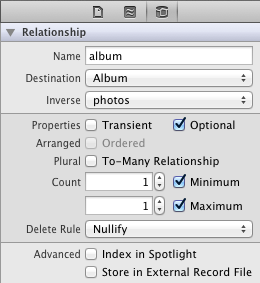 Relationship
Name album
Destination Album
Inverse photos
Properties Transient Optional
Arranged Ordered
Plural To-Many Relationship
Count 1 Minimum
1 Maximum
Delete Rule Nullify
Advanced Index in Spotlight
Store in External Record File